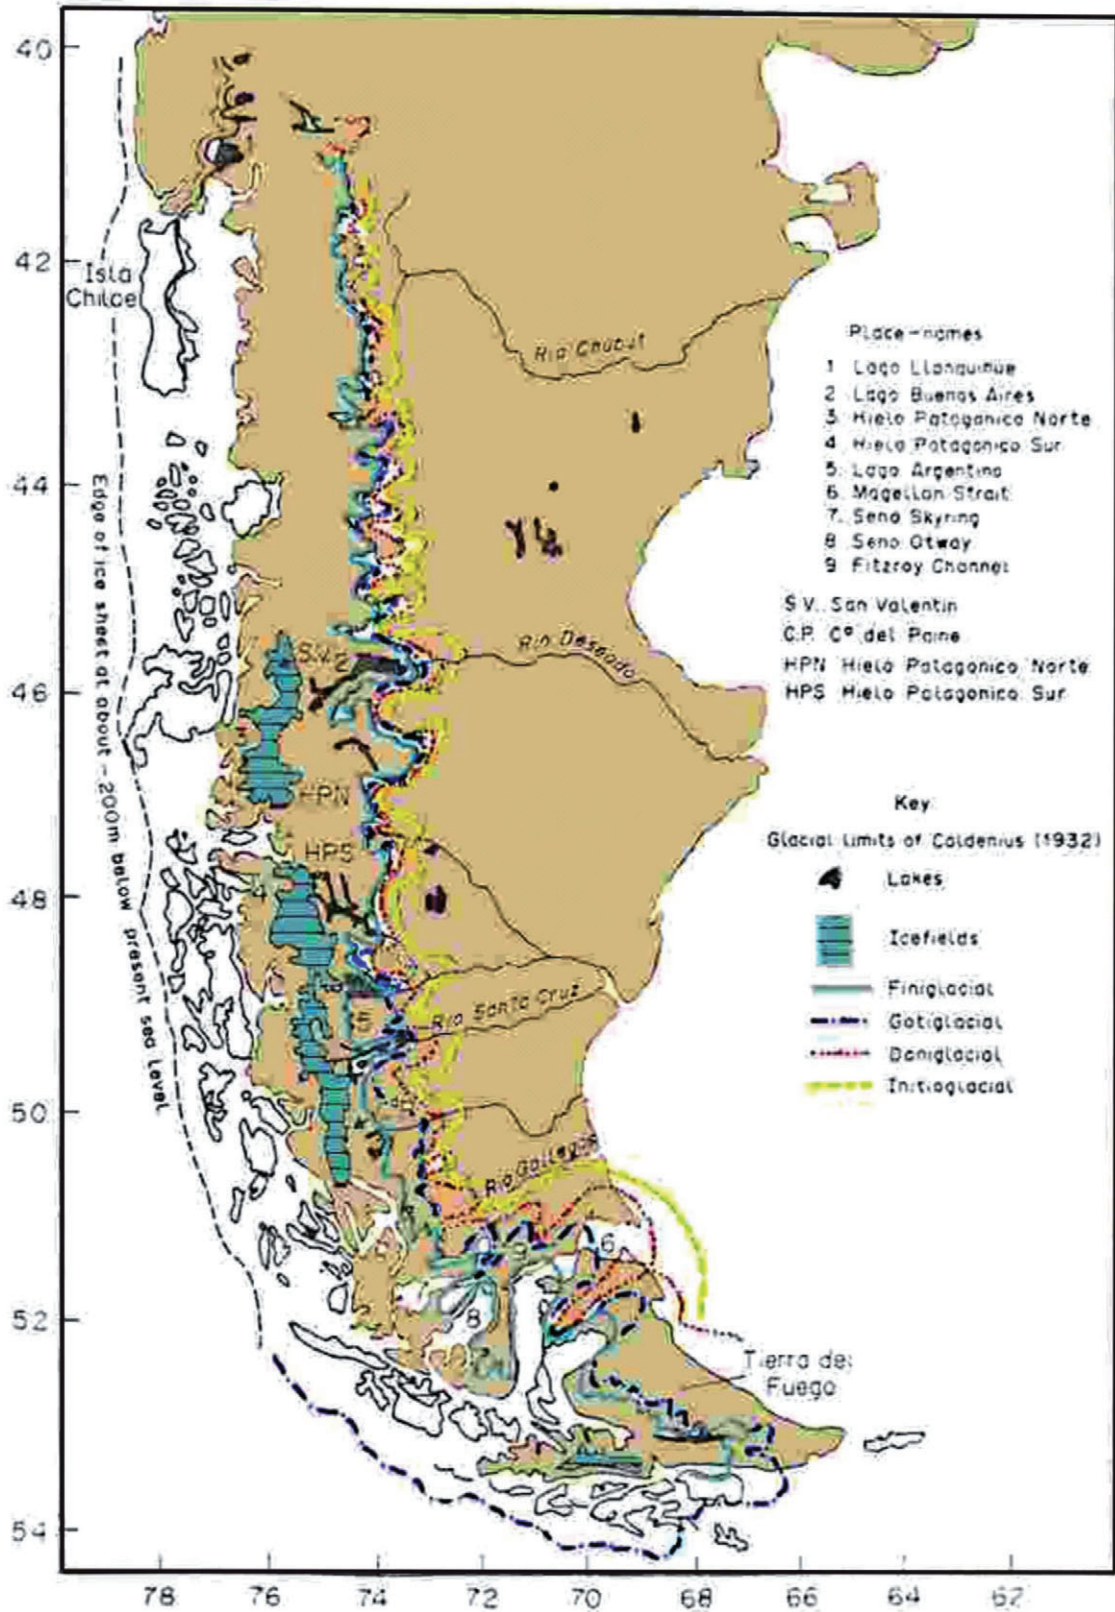 40
42
44
46
48
50
52
54
Isla
Chiloe
Rio Chubut
Place-names
1 Lago Llanquihue
2 Lago Buenos Aires
3 Hielo Patagonico Norte
4 Hielo Patagonico Sur
5. Lago Argentino
6. Magellan Strait
7. Seno Skyring
8 Seno Otway
9 Fitzroy Channel
S.V. San Valentin
C.P. Cº del Paine
HPN Hielo Patagonico Norte
HPS Hielo Patagonico Sur
Edge of ice sheet at about -200m below present sea level
Rio Deseado
S.V. 2
3
HPN
HPS
4
Key
Glacial limits of Caldenius (1932)
Lakes
Icefields
Finiglacial
Gotiglacial
Daniglacial
Initioglacial
Rio Santa Cruz
5
Rio Gallegos
6
9
8
Tierra del
Fuego
78 76 74 72 70 68 66 64 62